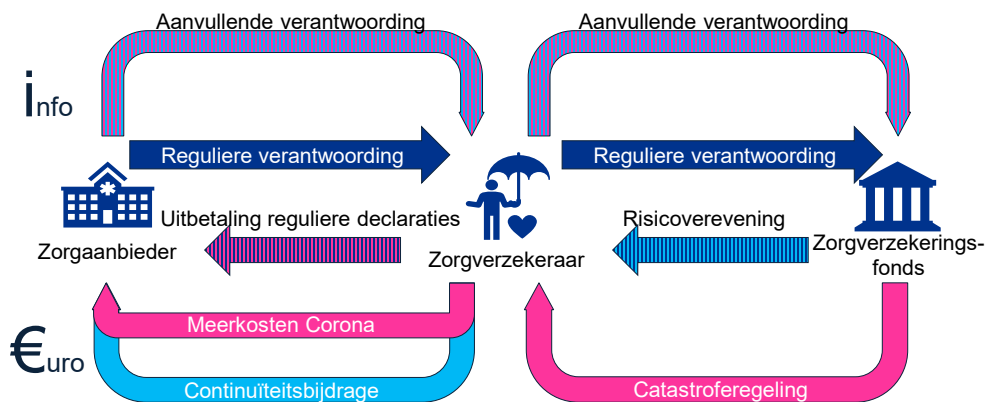 Aanvullende verantwoording
Aanvullende verantwoording
info
Reguliere verantwoording
Reguliere verantwoording
Uitbetaling reguliere declaraties
Risicoverevening
Zorgaanbieder
Zorgverzekeraar
Zorgverzekerings-
fonds
Meerkosten Corona
€uro
Continuïteitsbijdrage
Catastroferegeling